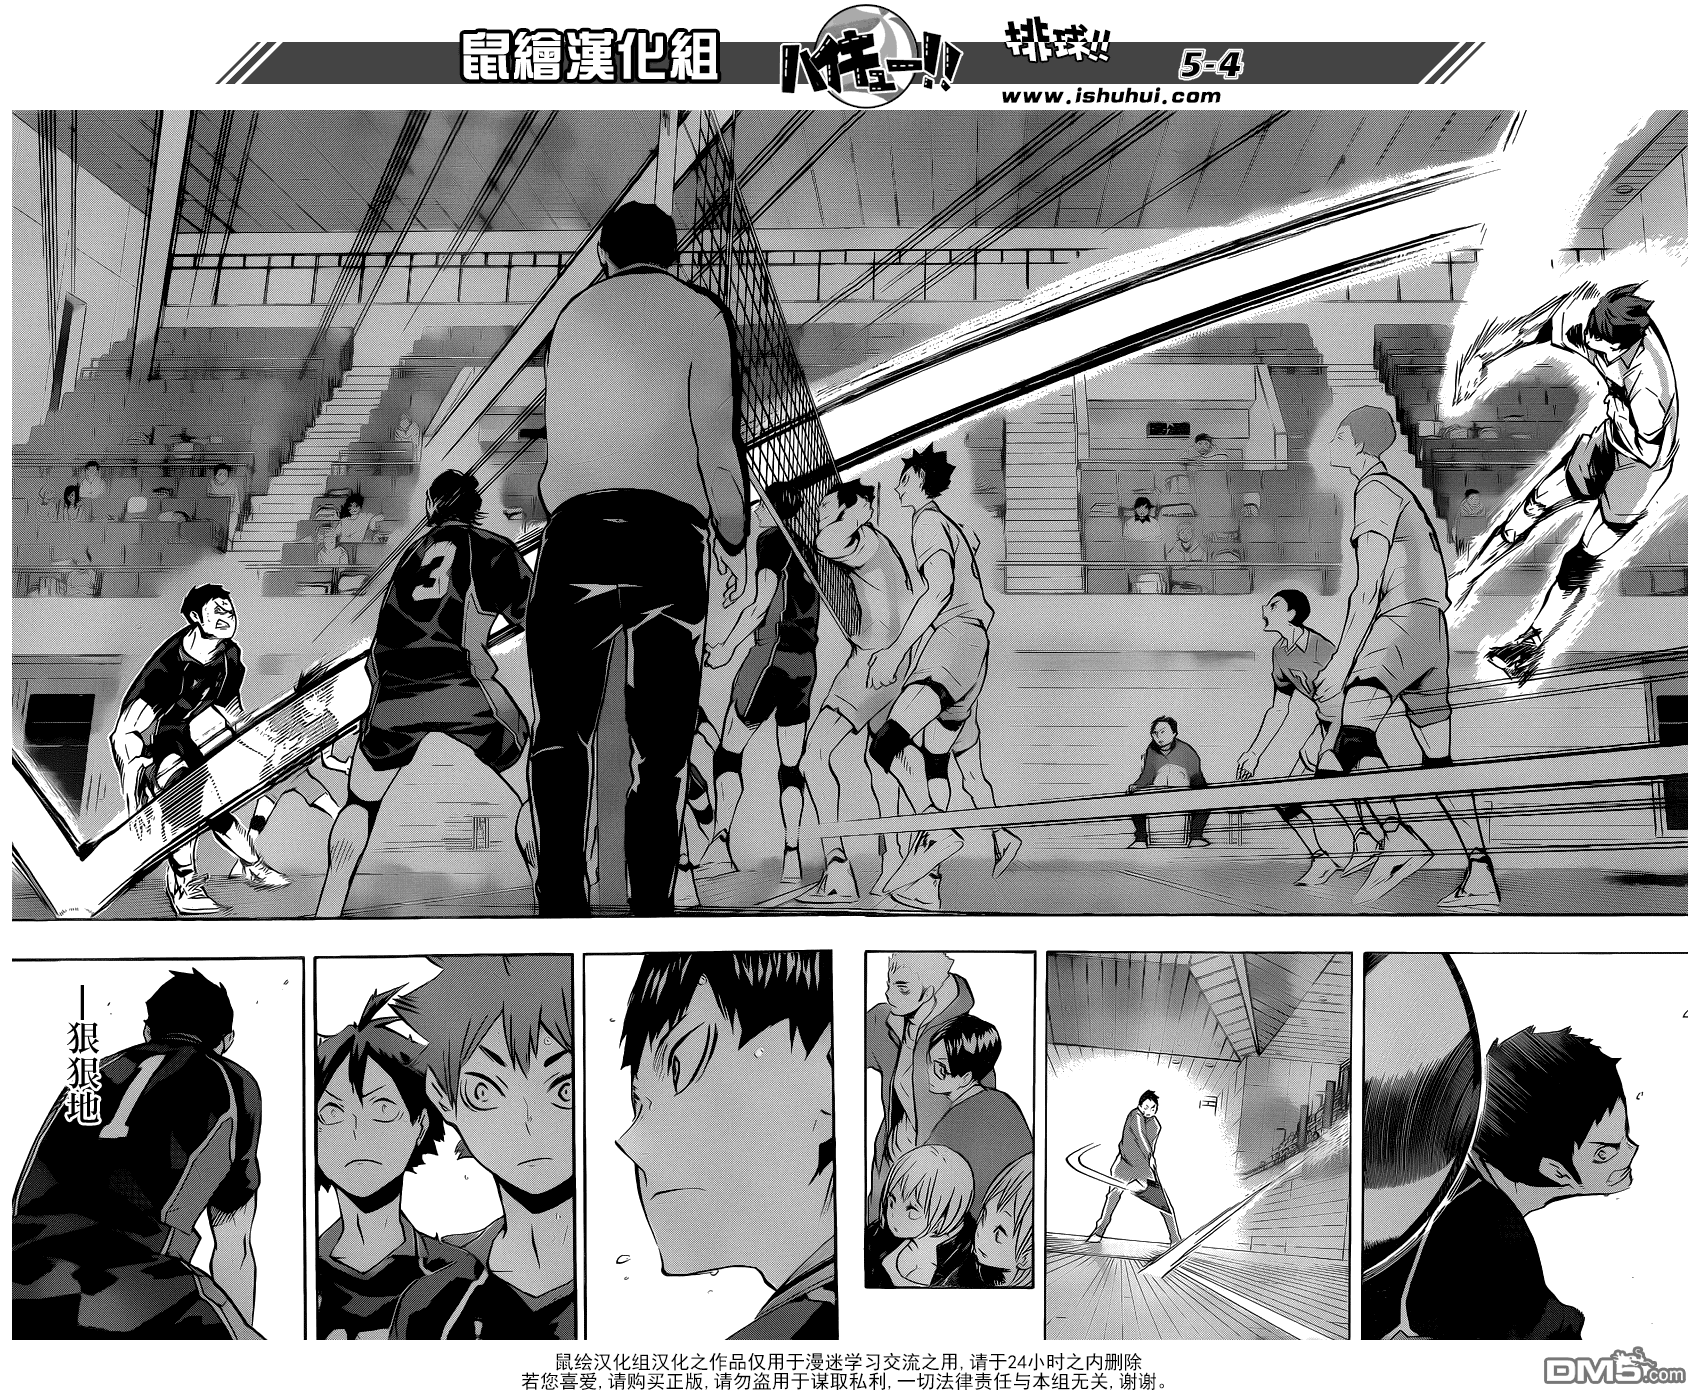 鼠繪漢化組
ハイキュー!!
排球!!
5-4
www.ishuhui.com
3
—狠狠地
1
鼠绘汉化组汉化之作品仅用于漫迷学习交流之用,请于24小时之内删除
若您喜爱,请购买正版,请勿盗用于谋取私利,一切法律责任与本组无关,谢谢。
DM5.com